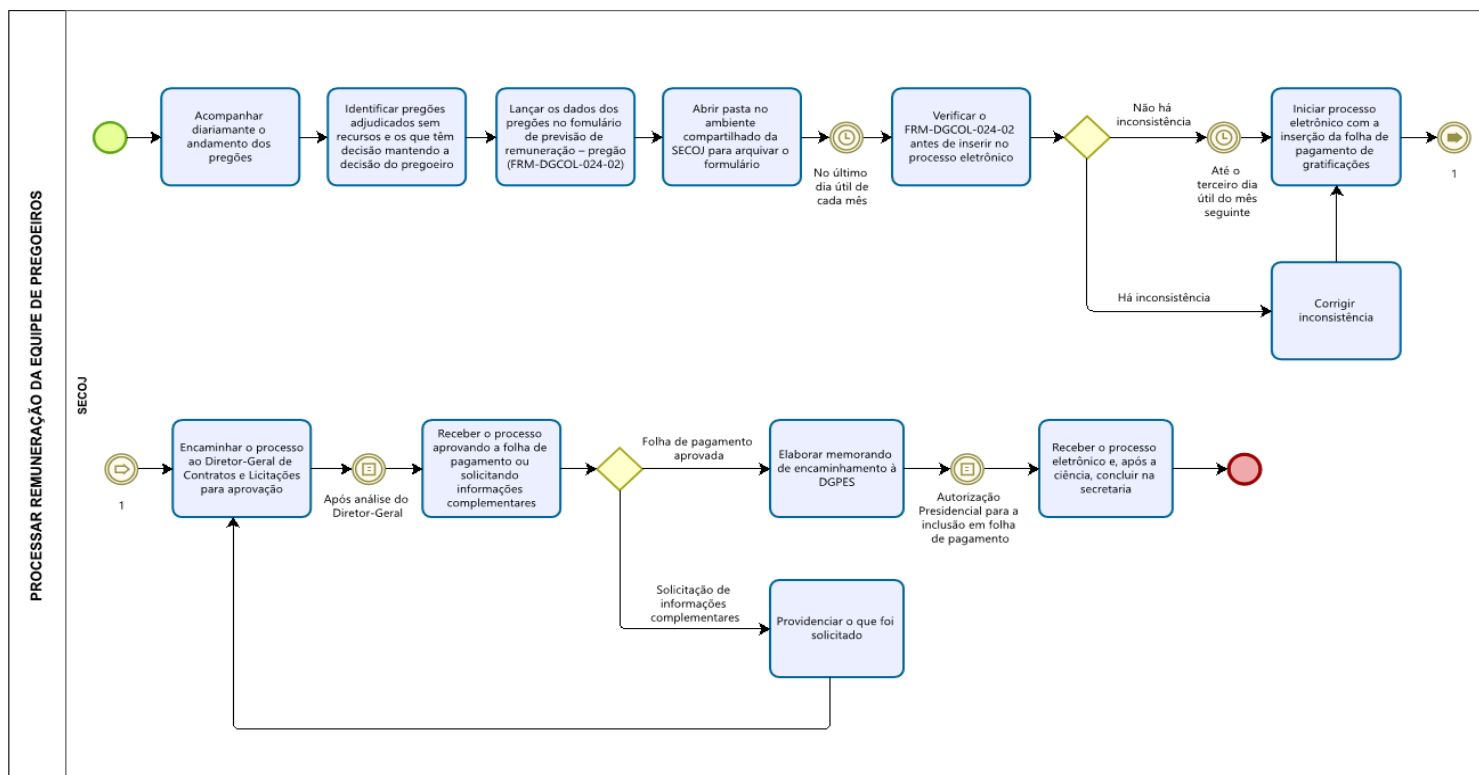 PROCESSAR REMUNERAÇÃO DA EQUIPE DE PREGOEIROS
SECOJ
Acompanhar
diariamante o
andamento dos
pregões
Identificar pregões
adjudicados sem
recursos e os que têm
decisão mantendo a
decisão do pregoeiro
Lançar os dados dos
pregões no fomulário
de previsão de
remuneração – pregão
(FRM-DGCOL-024-02)
Abrir pasta no
ambiente
compartilhado da
SECOJ para arquivar o
formulário
No último
dia útil de
cada mês
Verificar o
FRM-DGCOL-024-02
antes de inserir no
processo eletrônico
Não há
inconsistência
Até o
terceiro dia
útil do mês
seguinte
Iniciar processo
eletrônico com a
inserção da folha de
pagamento de
gratificações
1
Há inconsistência
Corrigir
inconsistência
1
Encaminhar o processo
ao Diretor-Geral de
Contratos e Licitações
para aprovação
Após análise do
Diretor-Geral
Receber o processo
aprovando a folha de
pagamento ou
solicitando
informações
complementares
Folha de pagamento
aprovada
Elaborar memorando
de encaminhamento à
DGPES
Autorização
Presidencial para a
inclusão em folha
de pagamento
Receber o processo
eletrônico e, após a
ciência, concluir na
secretaria
Solicitação de
informações
complementares
Providenciar o que foi
solicitado